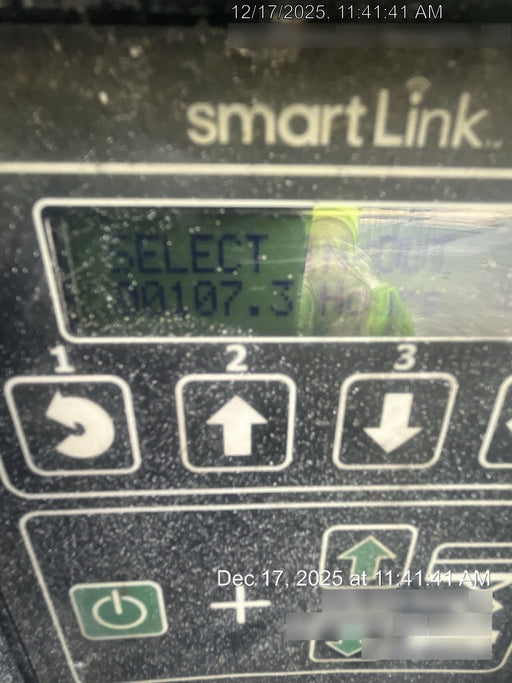 12/17/2025, 11:41:41 AM
smartLink
SELECT
00107.3 HOURS
1 2 3
Dec 17, 2025 at 11:41:41 AM
+